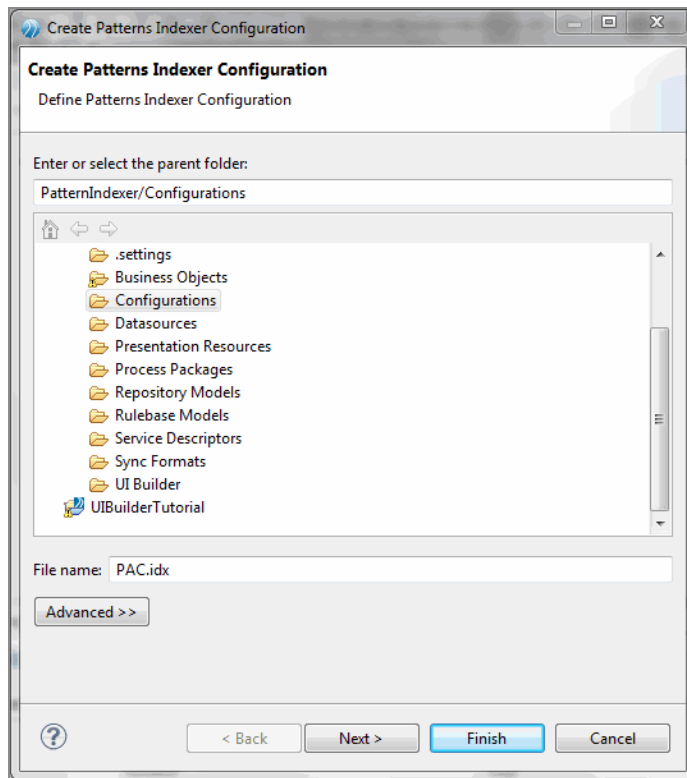 Create Patterns Indexer Configuration
Create Patterns Indexer Configuration
Define Patterns Indexer Configuration
Enter or select the parent folder:
PatternIndexer/Configurations
.settings
Business Objects
Configurations
Datasources
Presentation Resources
Process Packages
Repository Models
Rulebase Models
Service Descriptors
Sync Formats
UI Builder
UIBuilderTutorial
File name: PAC.idx
Advanced >>
? < Back Next > Finish Cancel